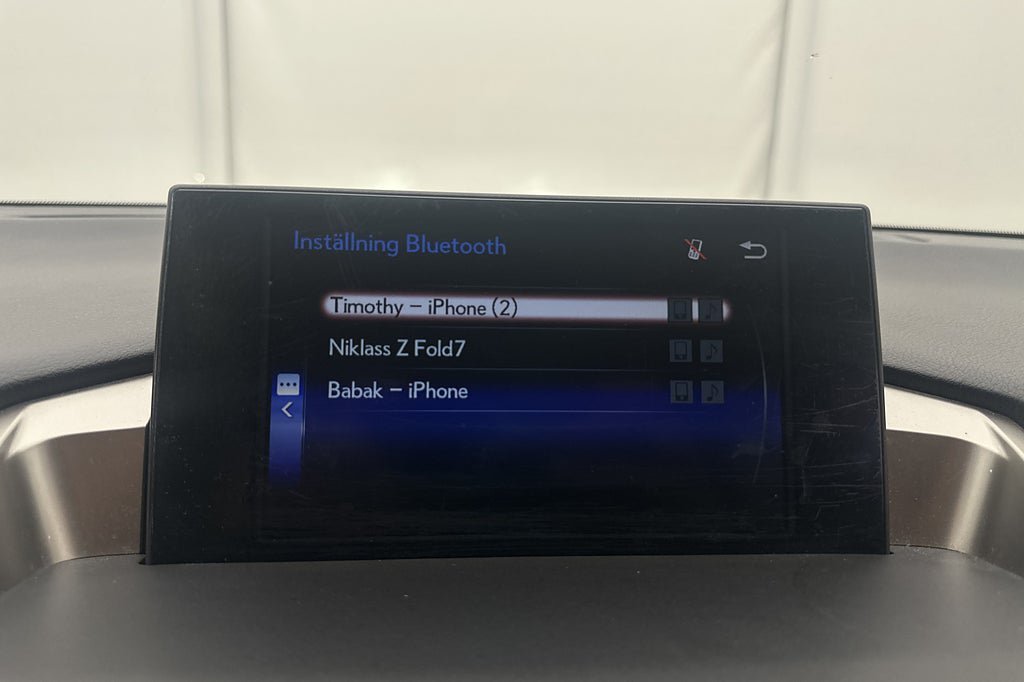 Inställning Bluetooth
Timothy – iPhone (2)
Niklass Z Fold7
Babak – iPhone